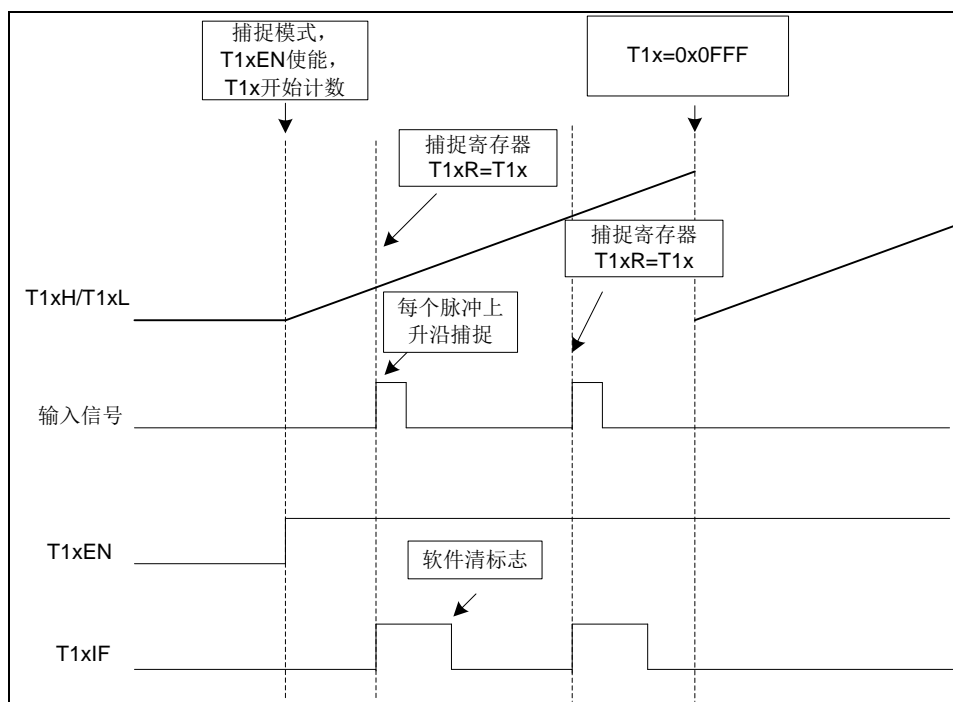 捕捉模式，
T1xEN使能，
T1x开始计数
T1x=0x0FFF
捕捉寄存器
T1xR=T1x
捕捉寄存器
T1xR=T1x
T1xH/T1xL
每个脉冲上
升沿捕捉
输入信号
T1xEN
软件清标志
T1xIF